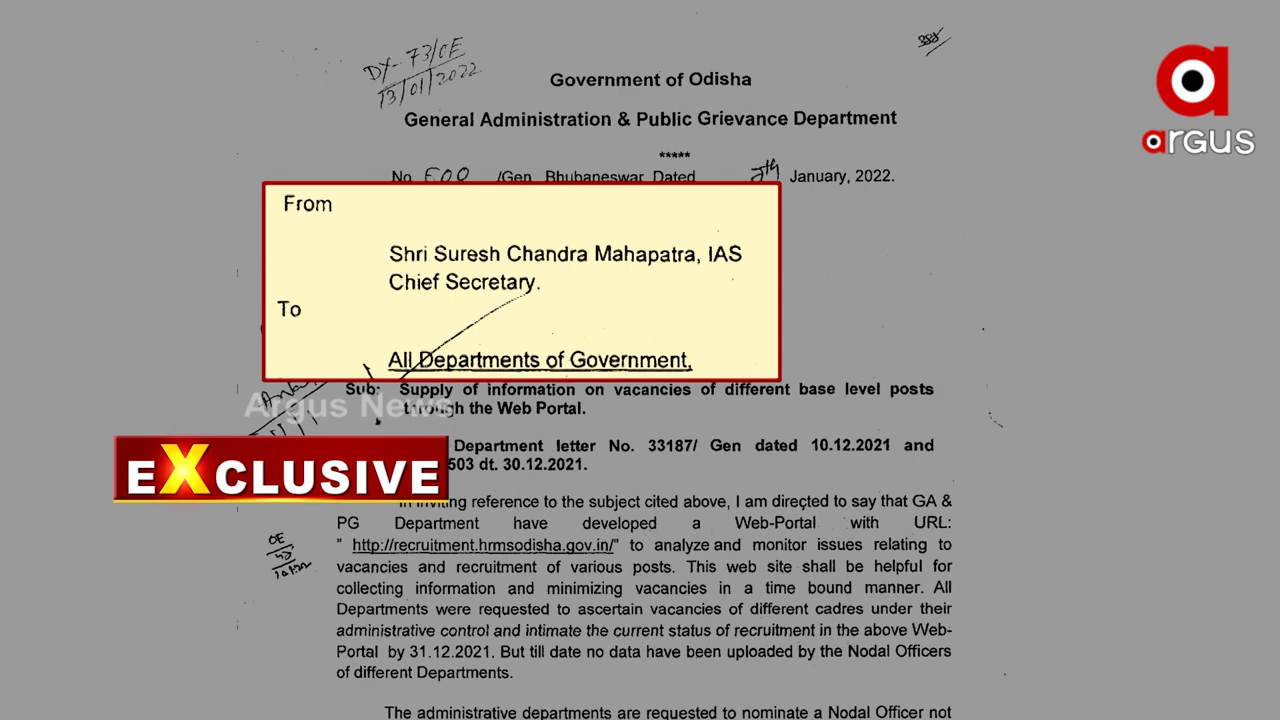 DY- 73/OE
13/01/2022
Government of Odisha
argus
General Administration & Public Grievance Department
*****
No 600 /Gen Bhubaneswar Dated 7th January, 2022.
From
Shri Suresh Chandra Mahapatra, IAS
Chief Secretary.
To
All Departments of Government,
Sub: Supply of information on vacancies of different base level posts
through the Web Portal.
Argus News
Department letter No. 33187/ Gen dated 10.12.2021 and
503 dt. 30.12.2021.
EXCLUSIVE
In inviting reference to the subject cited above, I am directed to say that GA &
PG Department have developed a Web-Portal with URL:
" http://recruitment.hrmsodisha.gov.in/" to analyze and monitor issues relating to
vacancies and recruitment of various posts. This web site shall be helpful for
collecting information and minimizing vacancies in a time bound manner. All
Departments were requested to ascertain vacancies of different cadres under their
administrative control and intimate the current status of recruitment in the above Web-
Portal by 31.12.2021. But till date no data have been uploaded by the Nodal Officers
of different Departments.
OE
The administrative departments are requested to nominate a Nodal Officer not